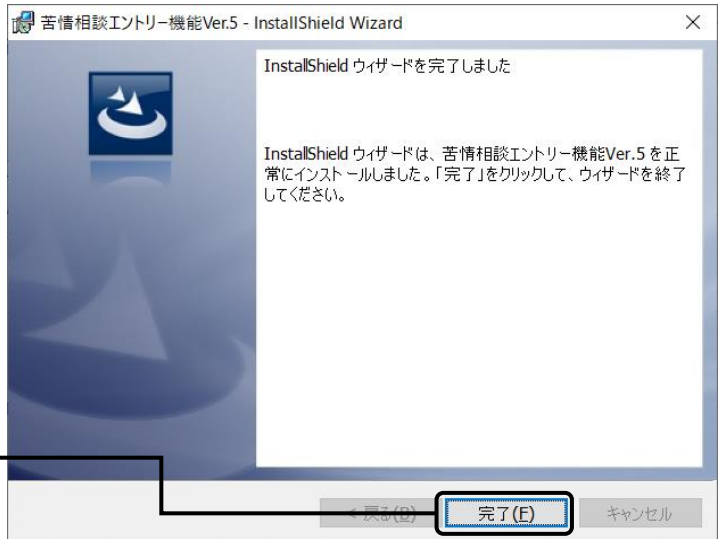 苦情相談エントリー機能Ver.5 - InstallShield Wizard
InstallShield ウィザードを完了しました
InstallShield ウィザードは、苦情相談エントリー機能Ver.5 を正
常にインストールしました。「完了」をクリックして、ウィザードを終了
してください。
< 戻る(B) 完了(F) キャンセル